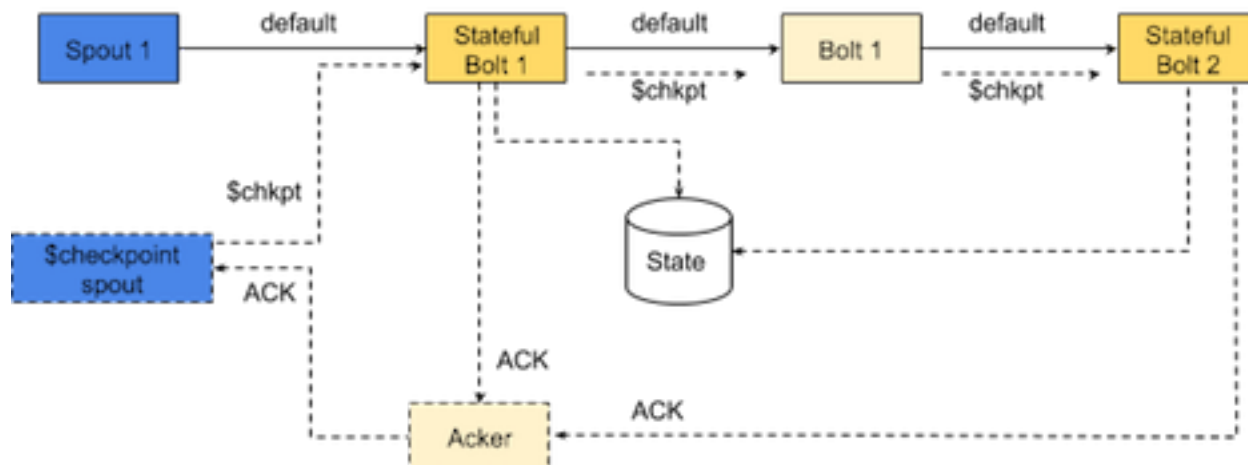 default
default
default
Spout 1
Stateful
Bolt 1
Bolt 1
Stateful
Bolt 2
$chkpt
$chkpt
$chkpt
$checkpoint
spout
State
ACK
ACK
ACK
Acker